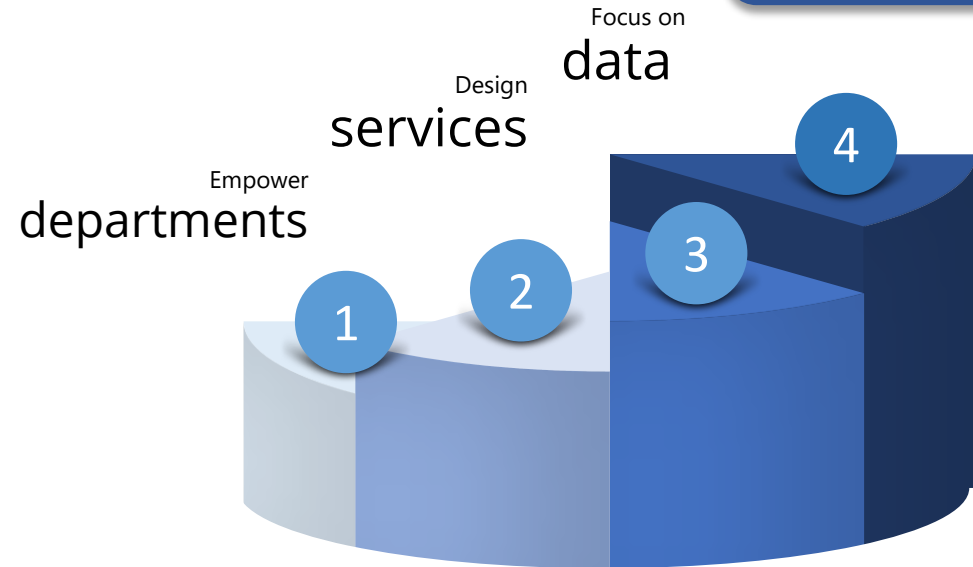 Focus on
data
Design
services
Empower
departments
4
3
2
1